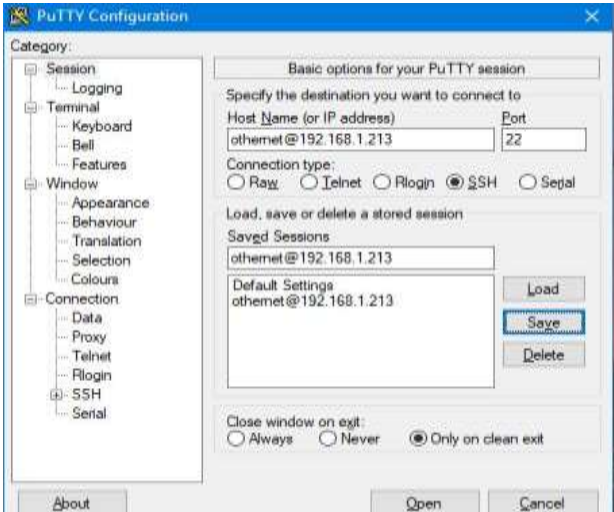 PuTTY Configuration
Category:
Session
Logging
Terminal
Keyboard
Bell
Features
Window
Appearance
Behaviour
Translation
Selection
Colours
Connection
Data
Proxy
Telnet
Rlogin
SSH
Serial
Basic options for your PuTTY session
Specify the destination you want to connect to
Host Name (or IP address) Port
othernet@192.168.1.213 22
Connection type:
Raw Telnet Rlogin SSH Serial
Load, save or delete a stored session
Saved Sessions
othernet@192.168.1.213
Default Settings
othernet@192.168.1.213
Load
Save
Delete
Close window on exit:
Always Never Only on clean exit
About Open Cancel